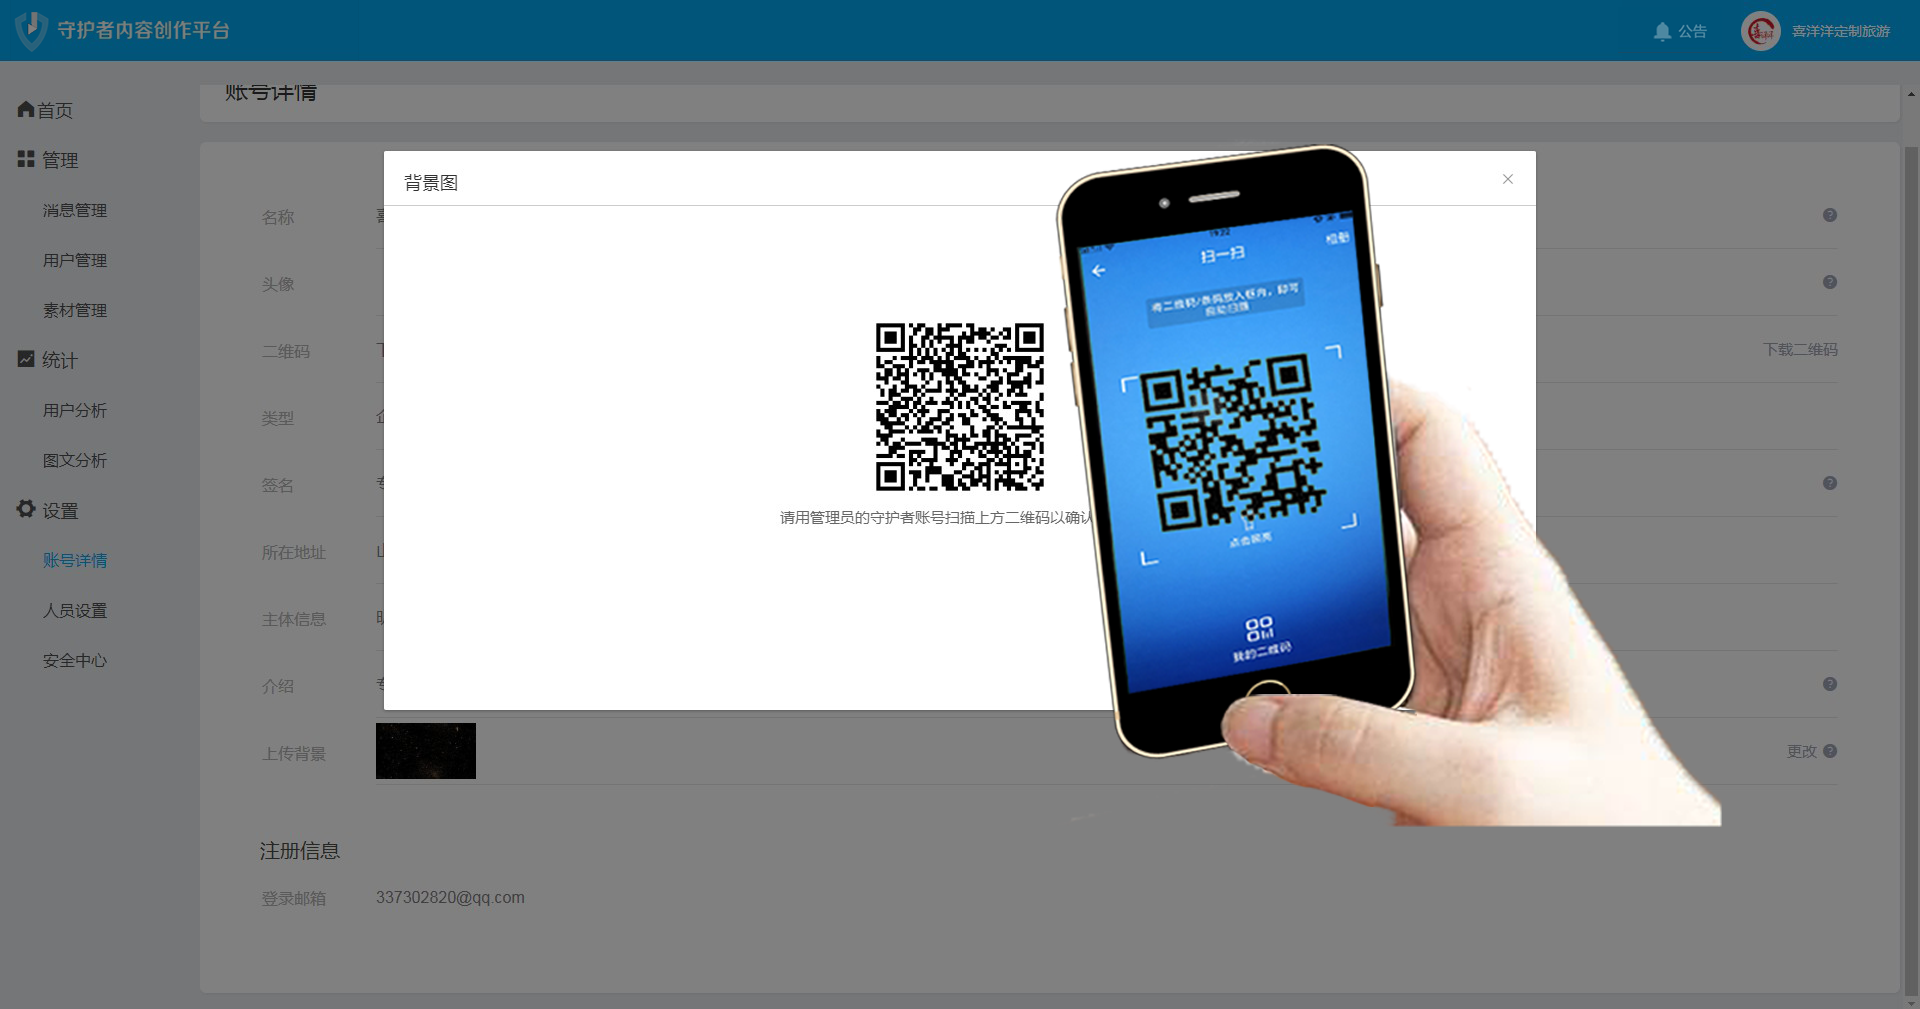 守护者内容创作平台
公告
喜洋洋定制旅游
首页
管理
消息管理
用户管理
素材管理
统计
用户分析
图文分析
设置
账号详情
人员设置
安全中心
账号详情
背景图
×
名称
头像
二维码
下载二维码
类型
签名
所在地址
主体信息
介绍
上传背景
更改
请用管理员的守护者账号扫描上方二维码以确认
19:22
相册
扫一扫
将二维码/条码放入框内，即可
自动扫描
点击照亮
我的二维码
注册信息
登录邮箱
337302820@qq.com